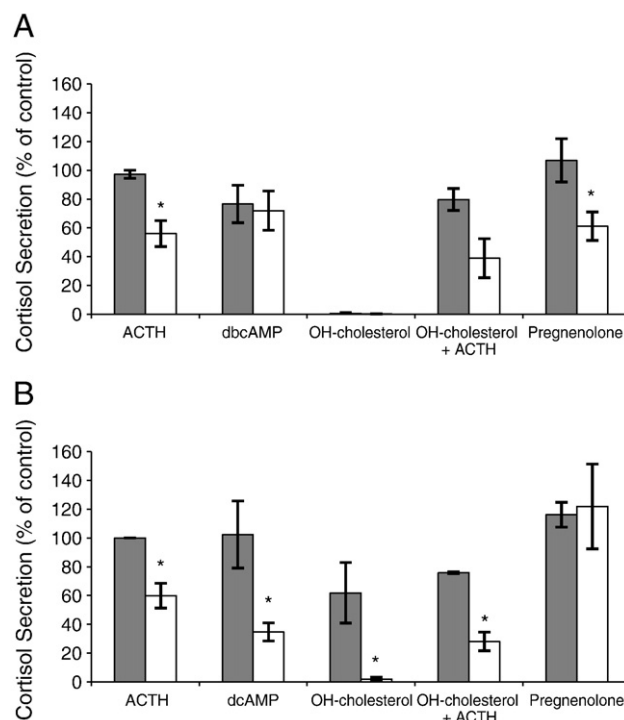 A
Cortisol Secretion (% of control)
160
140
120
100
80
60
40
20
0
*
*
ACTH
dbcAMP
OH-cholesterol
OH-cholesterol
+ ACTH
Pregnenolone
B
Cortisol Secretion (% of control)
160
140
120
100
80
60
40
20
0
*
*
*
*
ACTH
dcAMP
OH-cholesterol
OH-cholesterol
+ ACTH
Pregnenolone